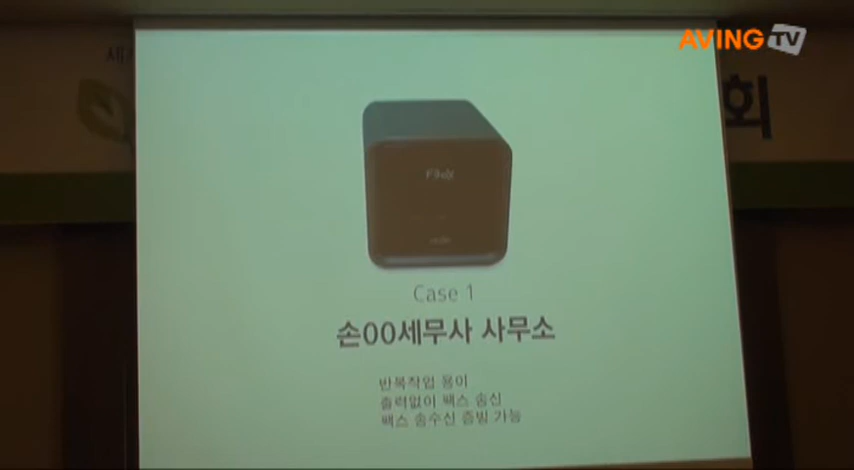 AVING TV
회
Case 1
손00세무사 사무소
반복작업 용이
출력없이 팩스 송신
팩스 송수신 증빙 가능